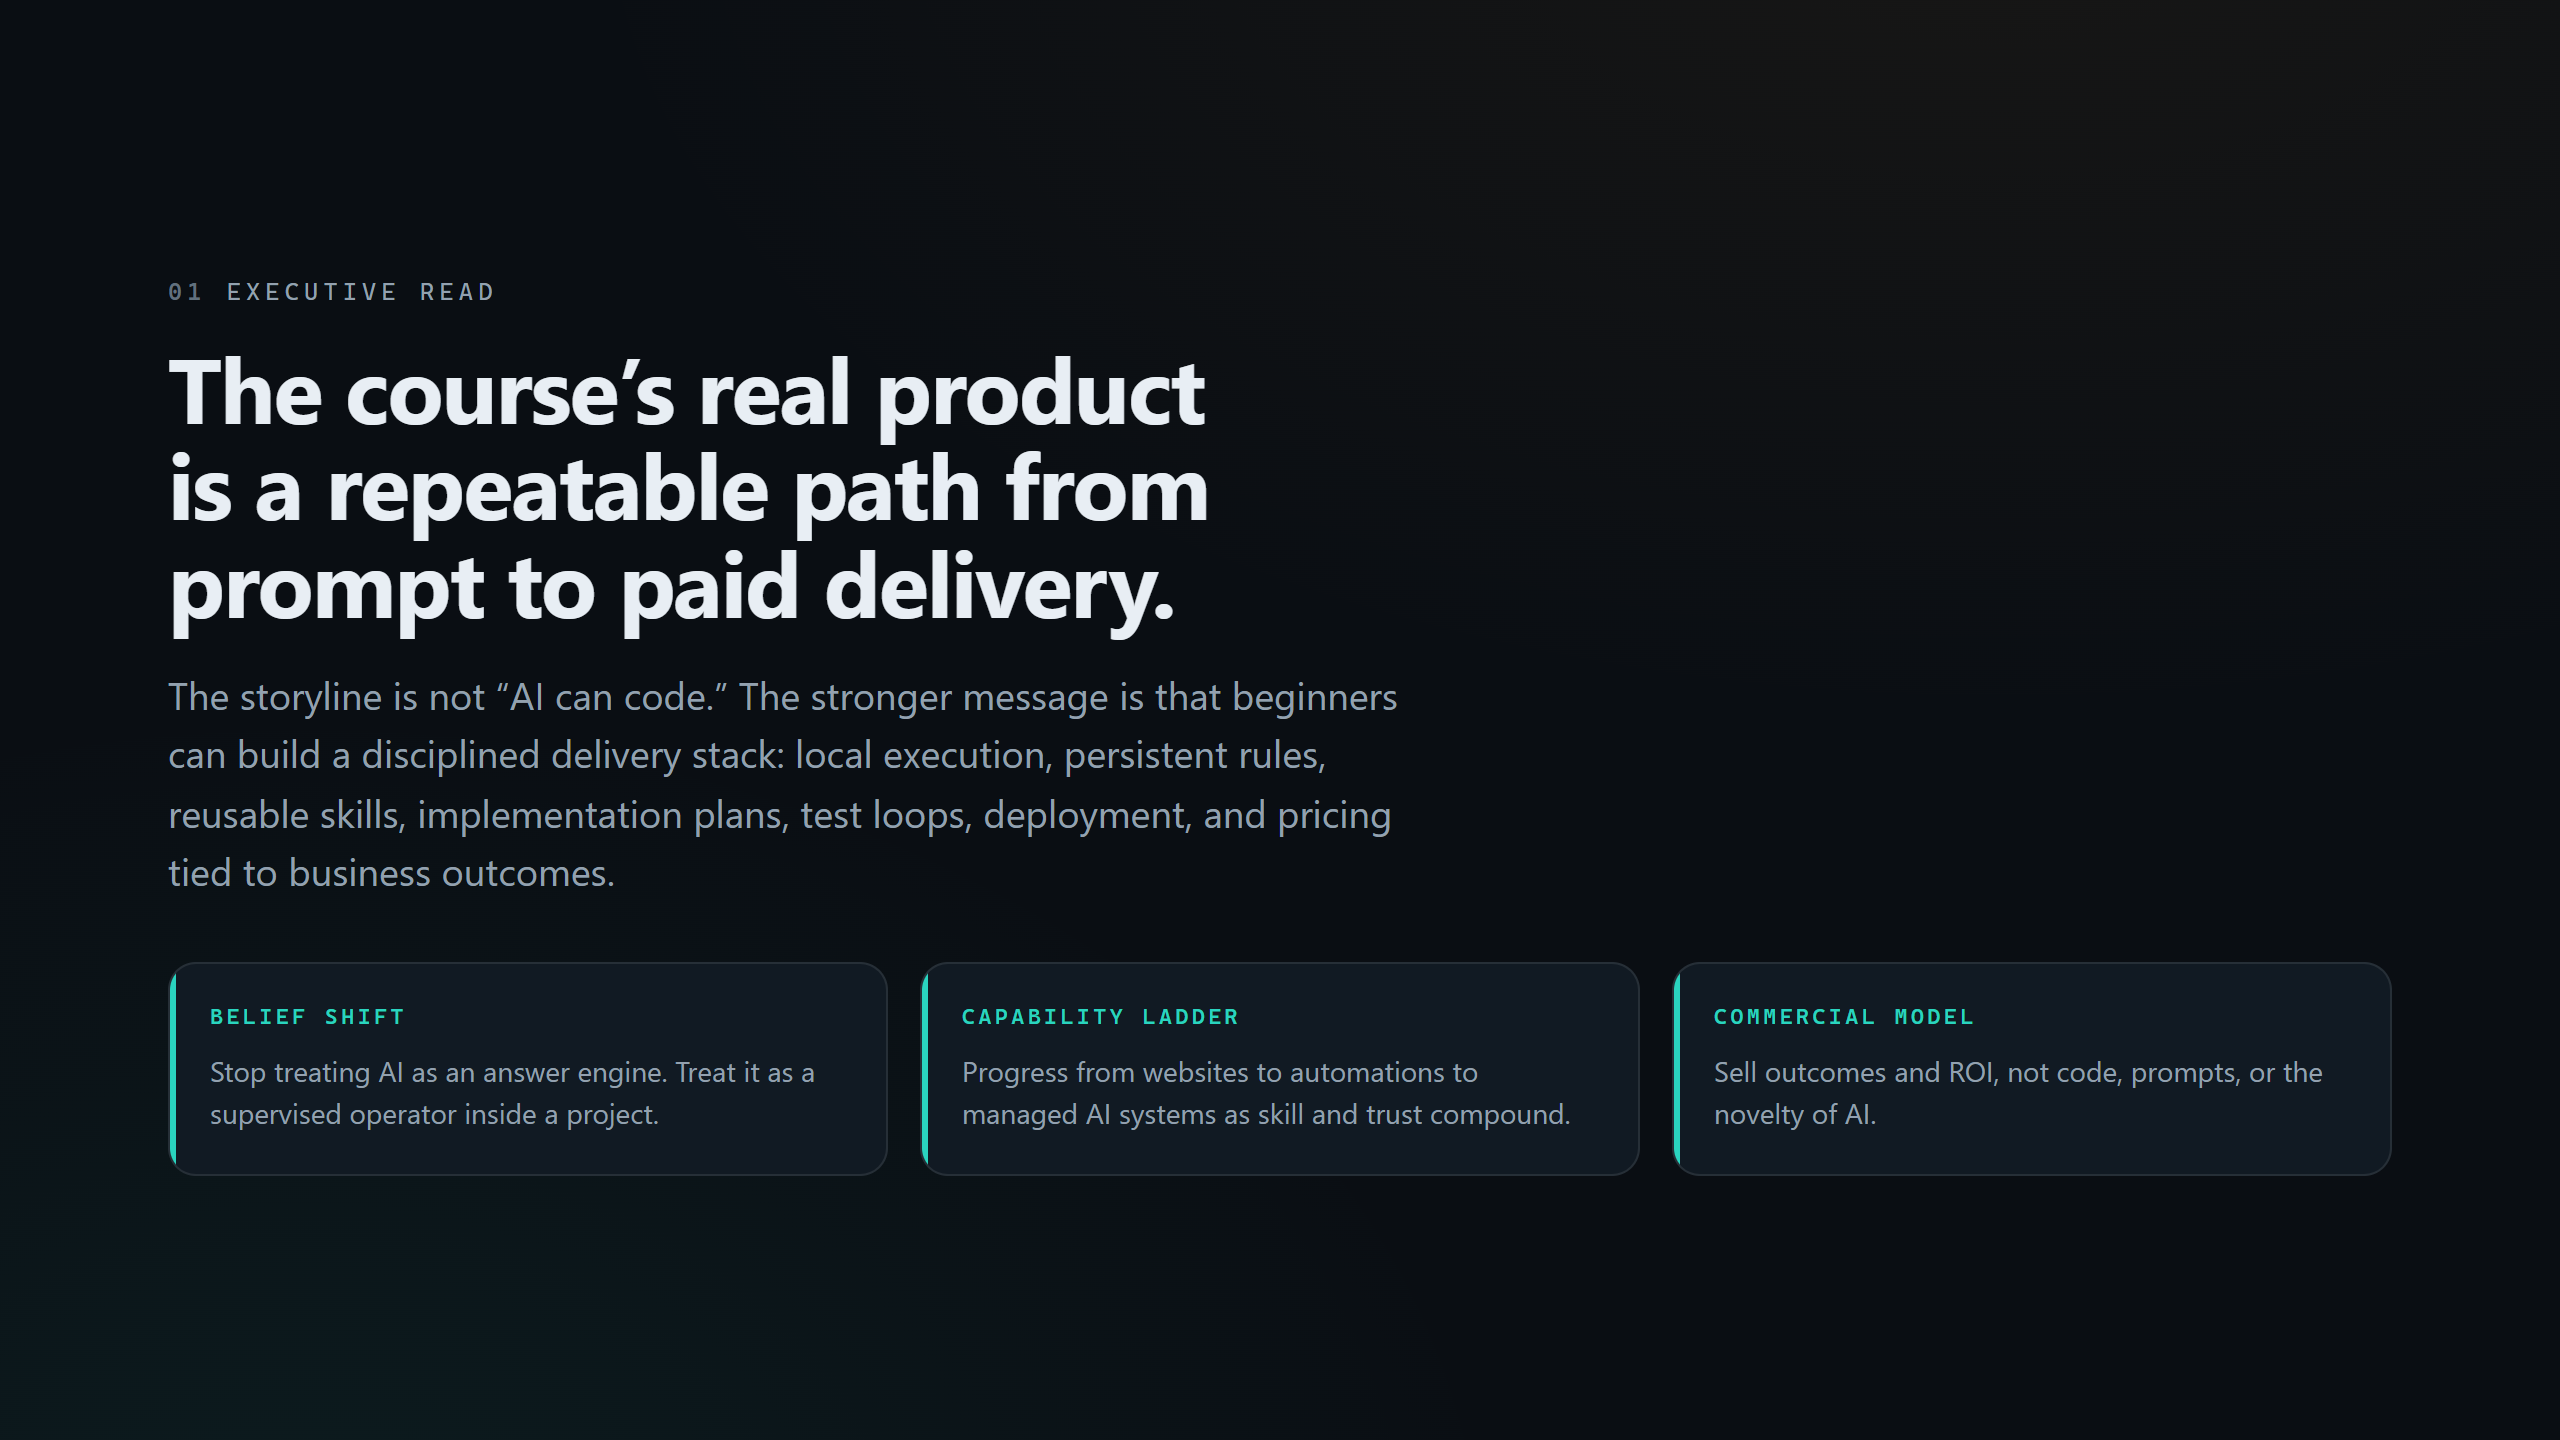 01 EXECUTIVE READ
The course’s real product
is a repeatable path from
prompt to paid delivery.
The storyline is not “AI can code.” The stronger message is that beginners
can build a disciplined delivery stack: local execution, persistent rules,
reusable skills, implementation plans, test loops, deployment, and pricing
tied to business outcomes.
BELIEF SHIFT
Stop treating AI as an answer engine. Treat it as a
supervised operator inside a project.
CAPABILITY LADDER
Progress from websites to automations to
managed AI systems as skill and trust compound.
COMMERCIAL MODEL
Sell outcomes and ROI, not code, prompts, or the
novelty of AI.